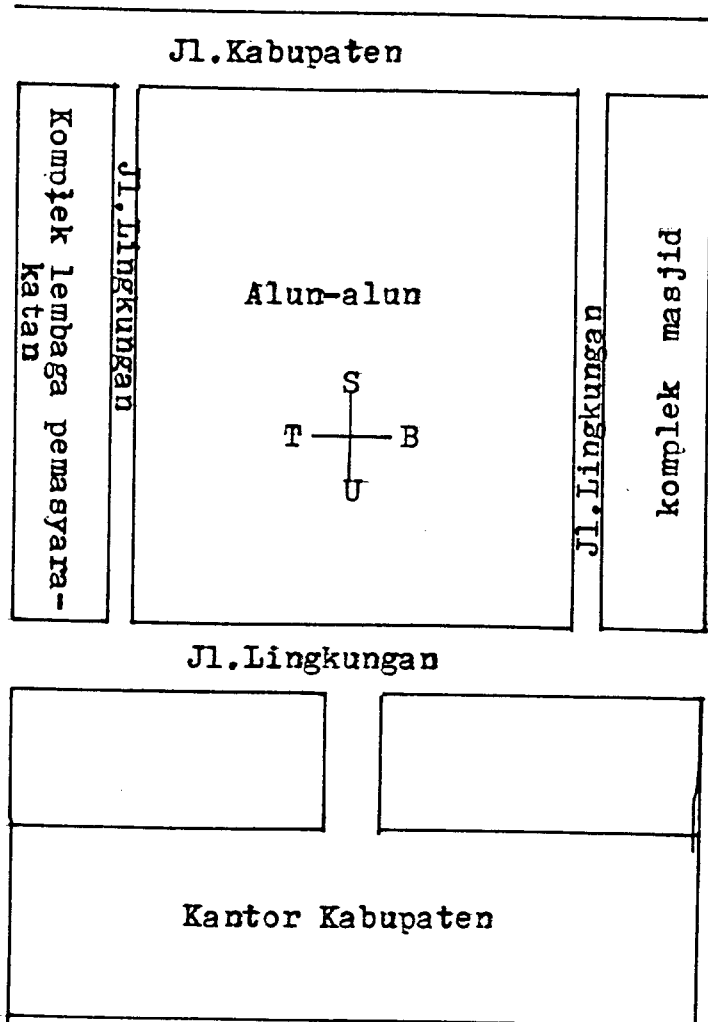 Jl.Kabupaten
Komplek lembaga pemasyara-
katan
Jl.Lingkungan
Alun-alun
S
T B
U
Jl.Lingkungan
komplek masjid
Jl.Lingkungan
Kantor Kabupaten